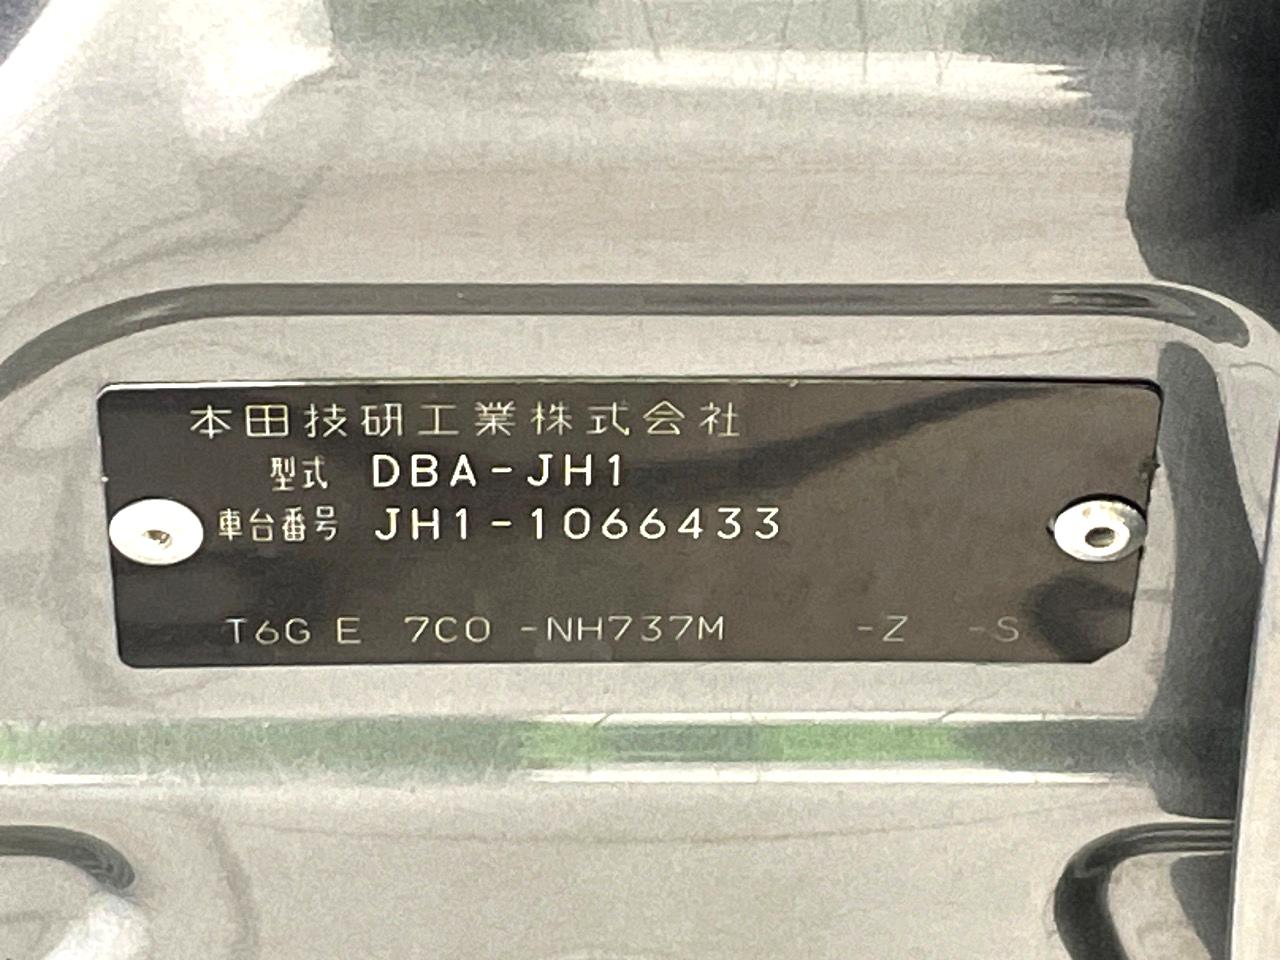 本田技研工業株式会社
型式 DBA-JH1
車台番号 JH1-1066433
T6G E 7C0 -NH737M -Z -S